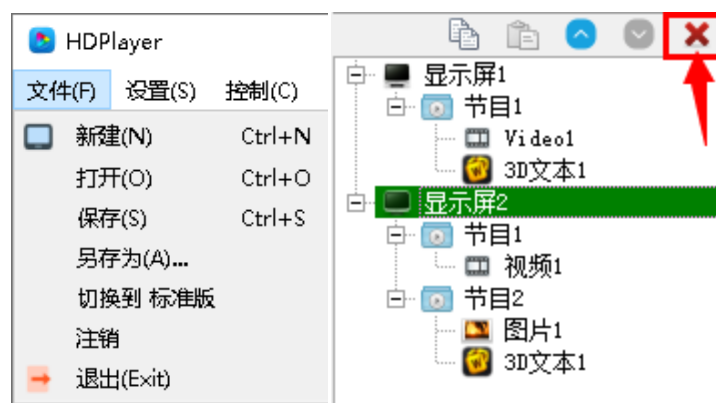 HDPlayer
文件(F) 设置(S) 控制(C)
新建(N) Ctrl+N
打开(O) Ctrl+O
保存(S) Ctrl+S
另存为(A)...
切换到 标准版
注销
退出(Exit)
显示屏1
节目1
Video1
3D文本1
显示屏2
节目1
视频1
节目2
图片1
3D文本1